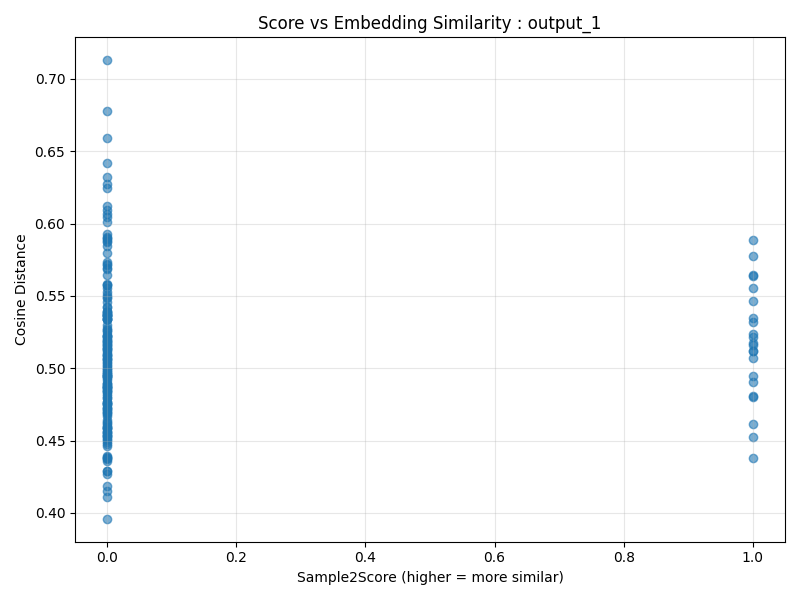 Score vs Embedding Similarity : output_1
Cosine Distance
0.70
0.65
0.60
0.55
0.50
0.45
0.40
0.0 0.2 0.4 0.6 0.8 1.0
Sample2Score (higher = more similar)